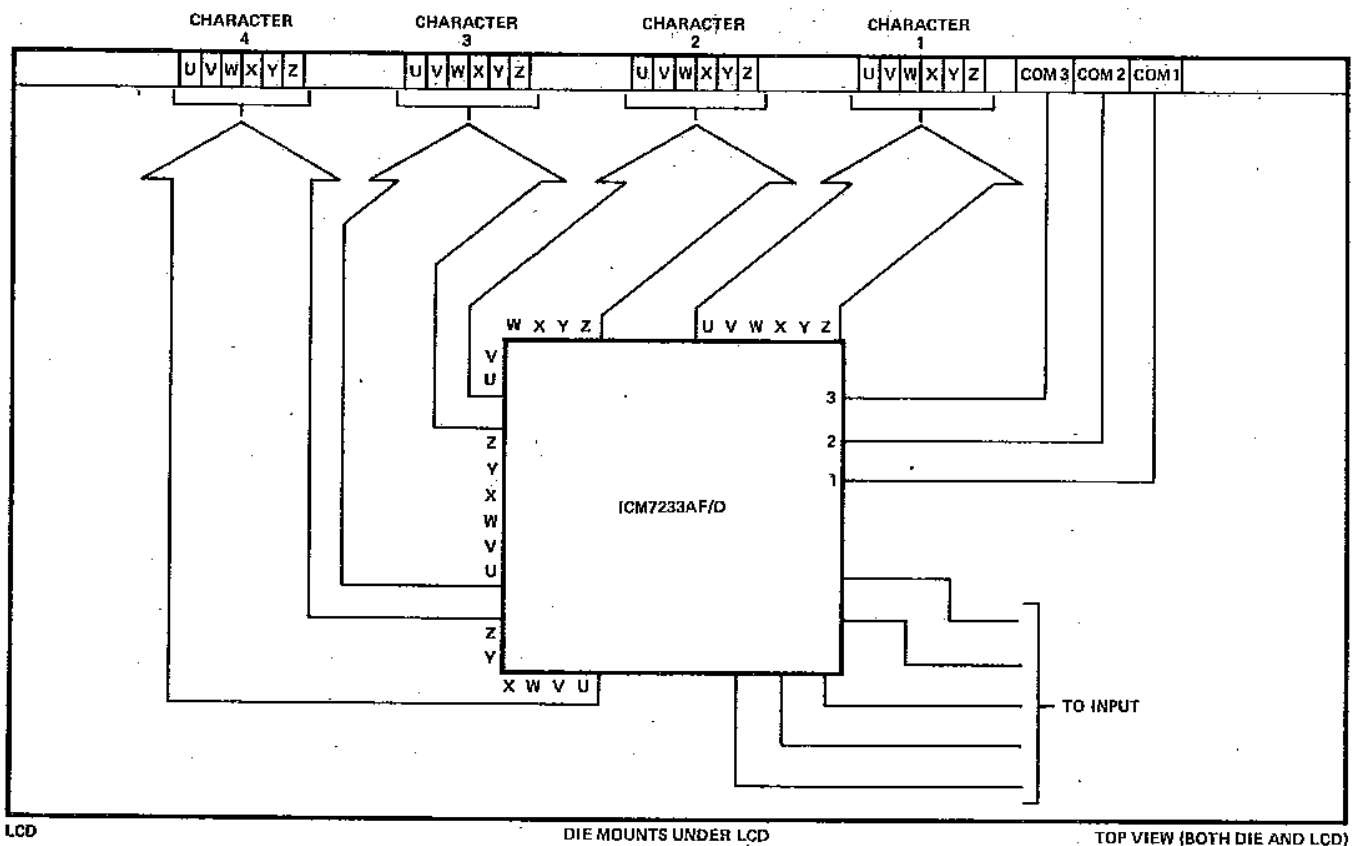 CHARACTER 4
CHARACTER 3
CHARACTER 2
CHARACTER 1
U V W X Y Z
U V W X Y Z
U V W X Y Z
U V W X Y Z
COM 3 COM 2 COM 1
W X Y Z
U V W X Y Z
V
U
3
Z
2
Y
1
X
ICM7233AF/D
W
V
U
Z
Y
X W V U
TO INPUT
LCD
DIE MOUNTS UNDER LCD
TOP VIEW (BOTH DIE AND LCD)